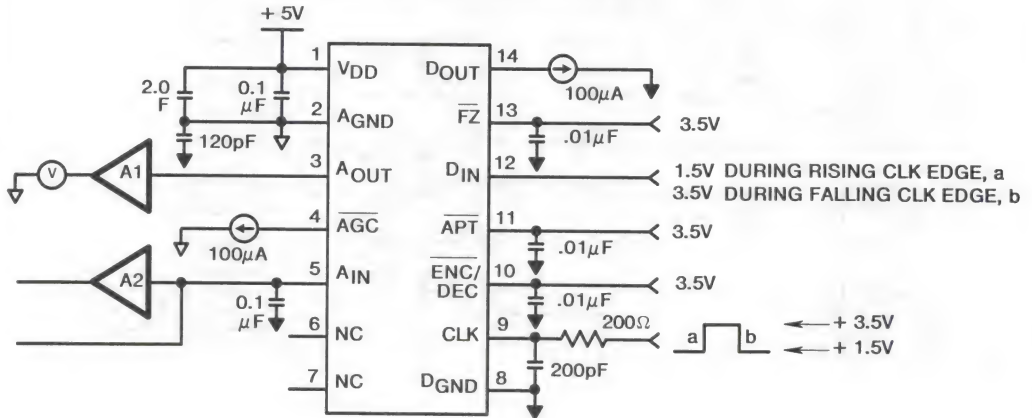 + 5V
1
VDD
2.0
F
0.1
µF
2
AGND
120pF
3
AOUT
V
A1
4
AGC
100µA
5
AIN
A2
0.1
µF
6
NC
7
NC
DOUT
14
100µA
FZ
13
.01µF
3.5V
DIN
12
1.5V DURING RISING CLK EDGE, a
3.5V DURING FALLING CLK EDGE, b
APT
11
.01µF
3.5V
ENC/
DEC
10
.01µF
3.5V
CLK
9
200Ω
200pF
a
b
+ 3.5V
+ 1.5V
DGND
8